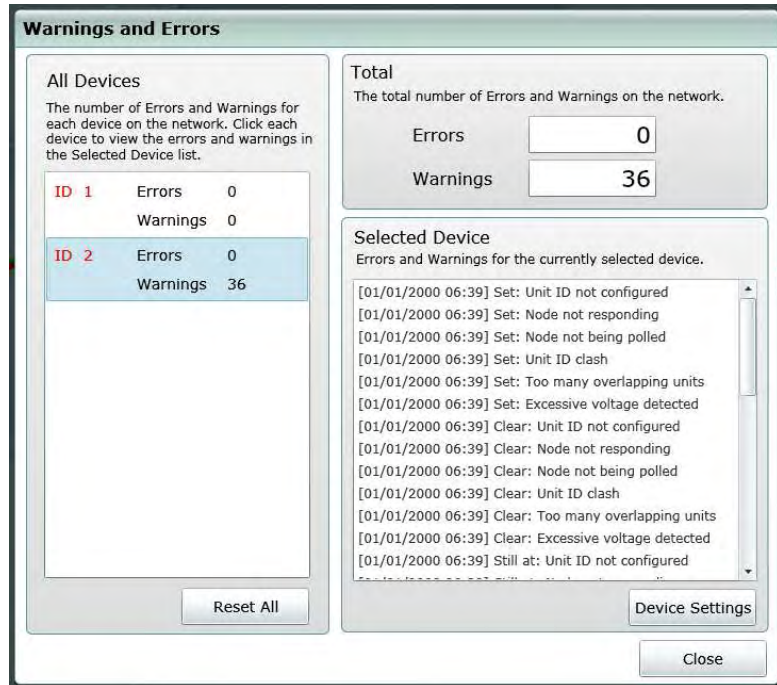 Warnings and Errors
All Devices
The number of Errors and Warnings for
each device on the network. Click each
device to view the errors and warnings in
the Selected Device list.
ID 1 Errors 0
Warnings 0
ID 2 Errors 0
Warnings 36
Reset All
Total
The total number of Errors and Warnings on the network.
Errors 0
Warnings 36
Selected Device
Errors and Warnings for the currently selected device.
[01/01/2000 06:39] Set: Unit ID not configured
[01/01/2000 06:39] Set: Node not responding
[01/01/2000 06:39] Set: Node not being polled
[01/01/2000 06:39] Set: Unit ID clash
[01/01/2000 06:39] Set: Too many overlapping units
[01/01/2000 06:39] Set: Excessive voltage detected
[01/01/2000 06:39] Clear: Unit ID not configured
[01/01/2000 06:39] Clear: Node not responding
[01/01/2000 06:39] Clear: Node not being polled
[01/01/2000 06:39] Clear: Unit ID clash
[01/01/2000 06:39] Clear: Too many overlapping units
[01/01/2000 06:39] Clear: Excessive voltage detected
[01/01/2000 06:39] Still at: Unit ID not configured
Device Settings
Close